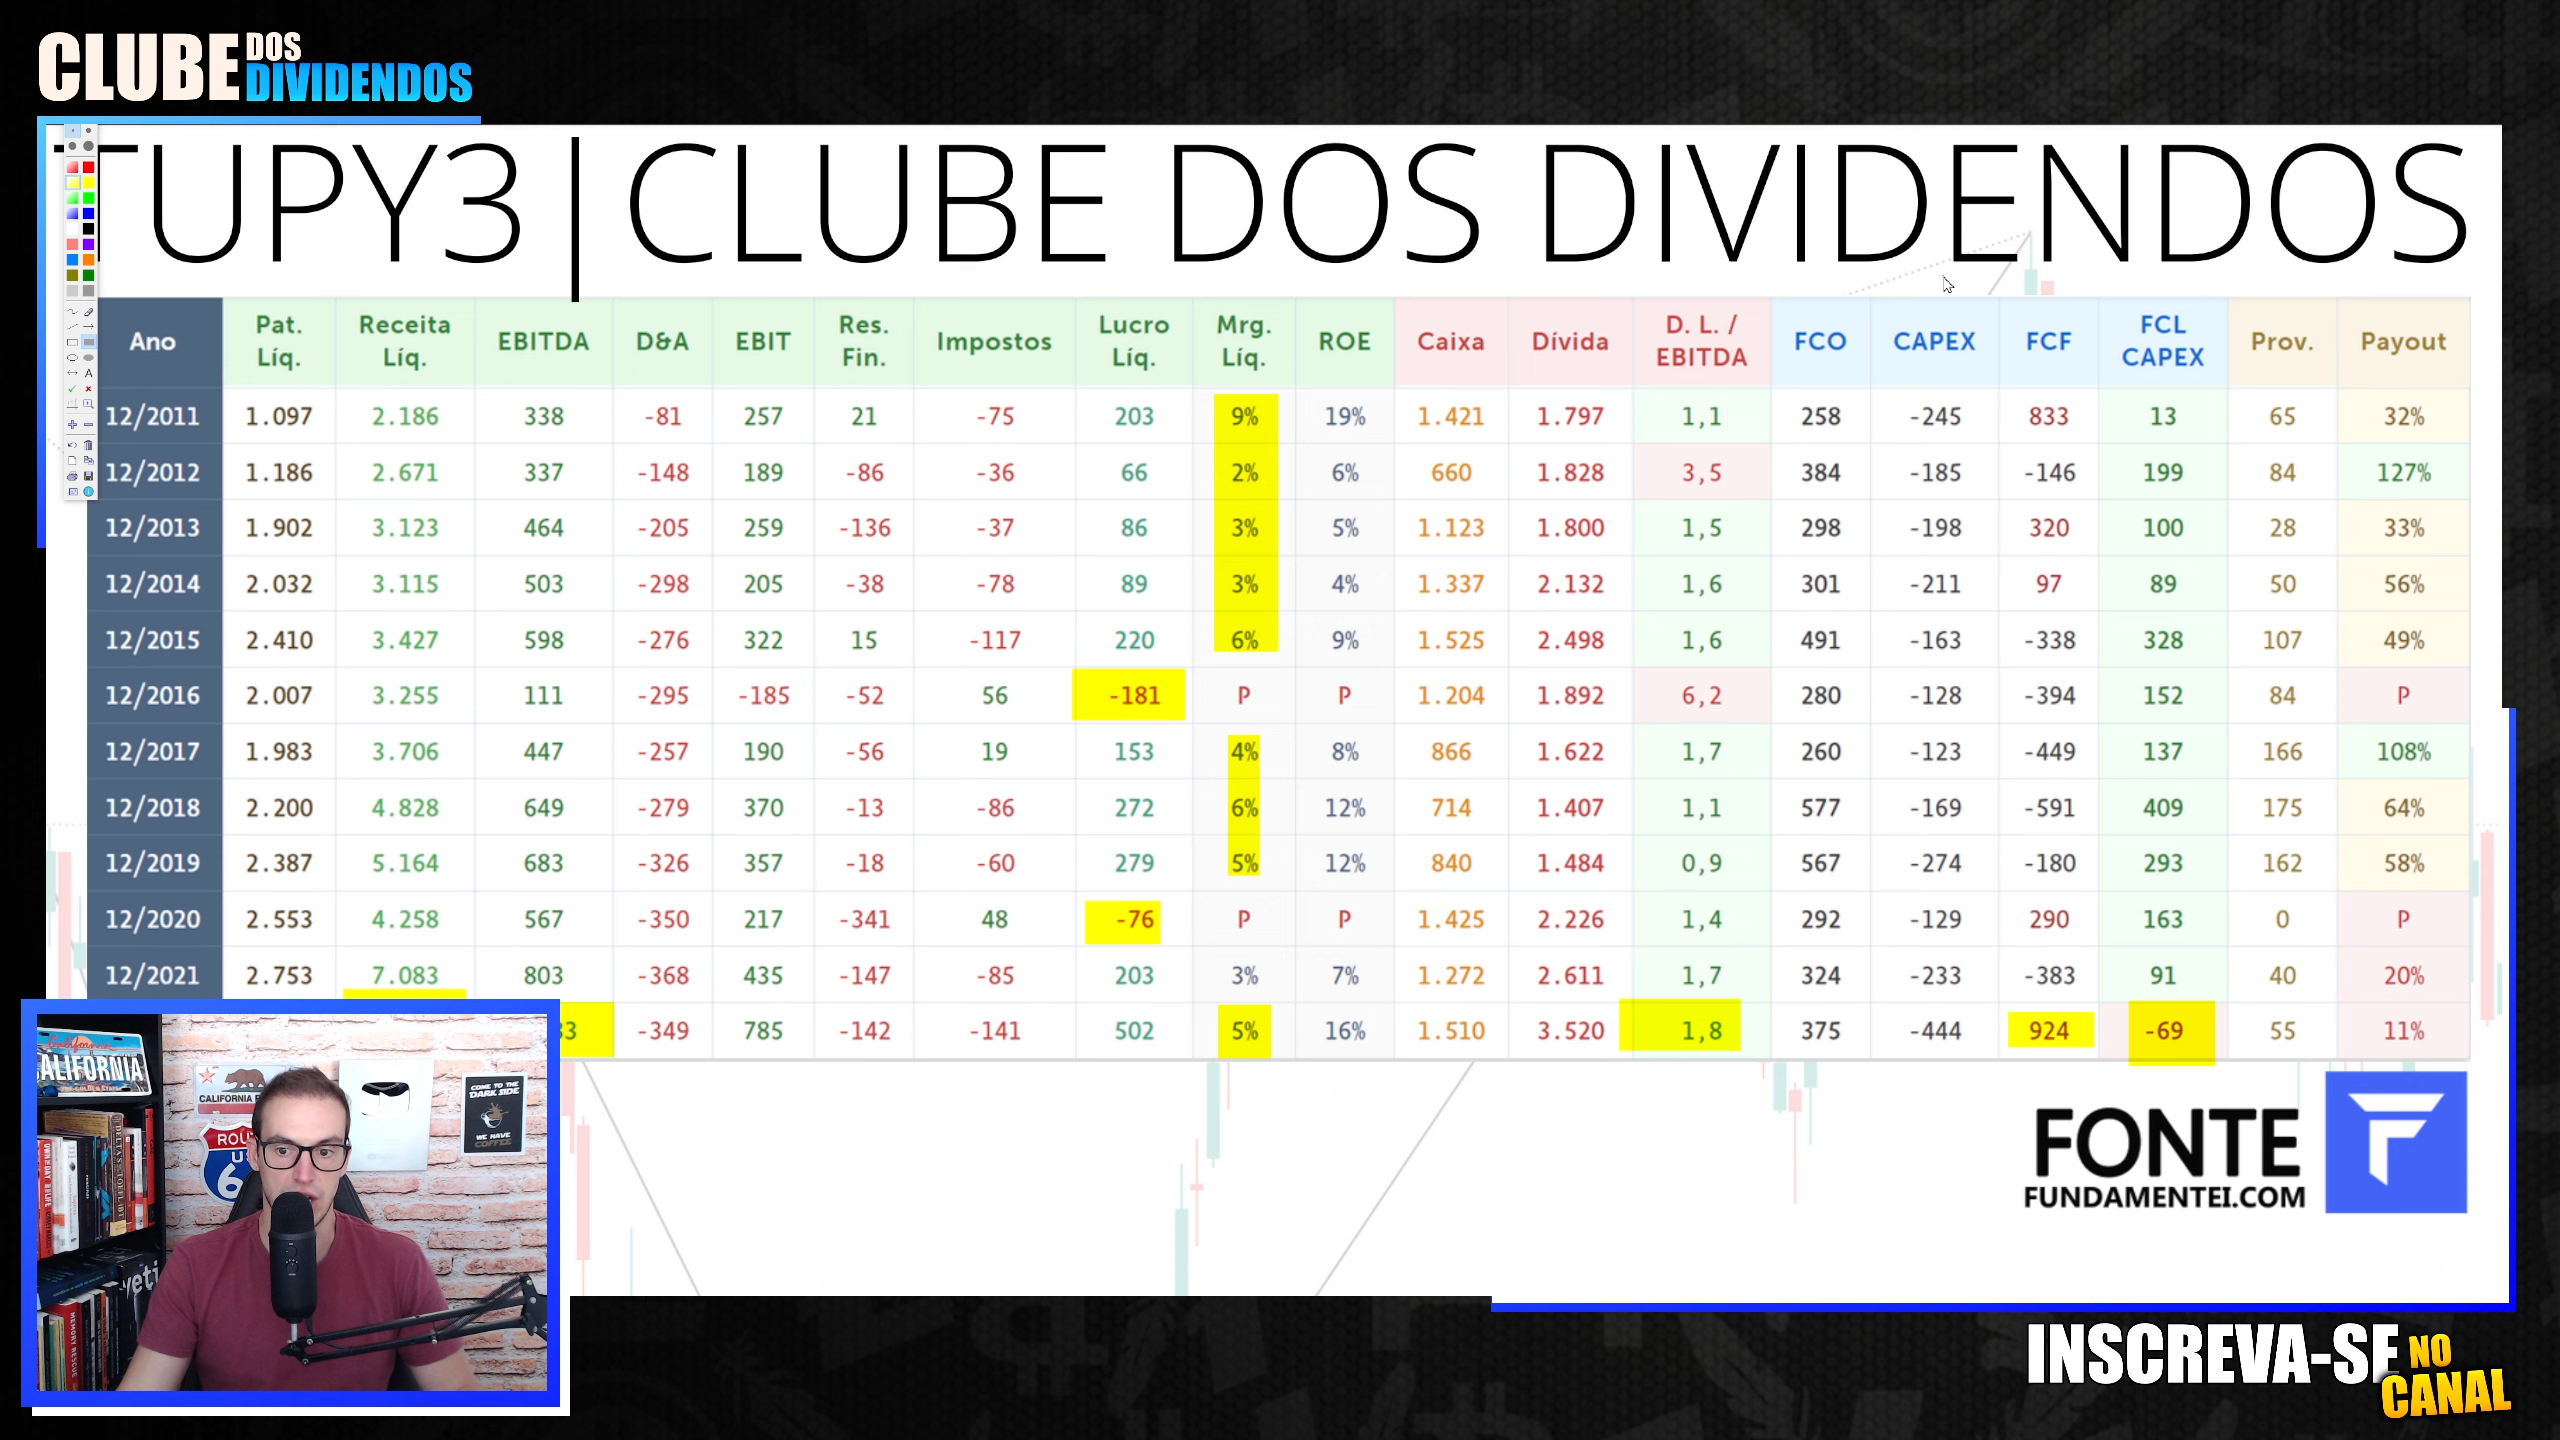 CLUBE DOS DIVIDENDOS
TUPY3 | CLUBE DOS DIVIDENDOS
Ano Pat. Líq. Receita Líq. EBITDA D&A EBIT Res. Fin. Impostos Lucro Líq. Mrg. Líq. ROE Caixa Dívida D. L. / EBITDA FCO CAPEX FCF FCL CAPEX Prov. Payout
12/2011 1.097 2.186 338 -81 257 21 -75 203 9% 19% 1.421 1.797 1,1 258 -245 833 13 65 32%
12/2012 1.186 2.671 337 -148 189 -86 -36 66 2% 6% 660 1.828 3,5 384 -185 -146 199 84 127%
12/2013 1.902 3.123 464 -205 259 -136 -37 86 3% 5% 1.123 1.800 1,5 298 -198 320 100 28 33%
12/2014 2.032 3.115 503 -298 205 -38 -78 89 3% 4% 1.337 2.132 1,6 301 -211 97 89 50 56%
12/2015 2.410 3.427 598 -276 322 15 -117 220 6% 9% 1.525 2.498 1,6 491 -163 -338 328 107 49%
12/2016 2.007 3.255 111 -295 -185 -52 56 -181 P P 1.204 1.892 6,2 280 -128 -394 152 84 P
12/2017 1.983 3.706 447 -257 190 -56 19 153 4% 8% 866 1.622 1,7 260 -123 -449 137 166 108%
12/2018 2.200 4.828 649 -279 370 -13 -86 272 6% 12% 714 1.407 1,1 577 -169 -591 409 175 64%
12/2019 2.387 5.164 683 -326 357 -18 -60 279 5% 12% 840 1.484 0,9 567 -274 -180 293 162 58%
12/2020 2.553 4.258 567 -350 217 -341 48 -76 P P 1.425 2.226 1,4 292 -129 290 163 0 P
12/2021 2.753 7.083 803 -368 435 -147 -85 203 3% 7% 1.272 2.611 1,7 324 -233 -383 91 40 20%
3 -349 785 -142 -141 502 5% 16% 1.510 3.520 1,8 375 -444 924 -69 55 11%
California
ALIFORNIA
CALIFORNIA
ROU
U
6
COME TO THE
DARK SIDE
WE HAVE
COFFEE
yeti
MEMORY RESCUE
FONTE
FUNDAMENTEI.COM
INSCREVA-SE NO
CANAL